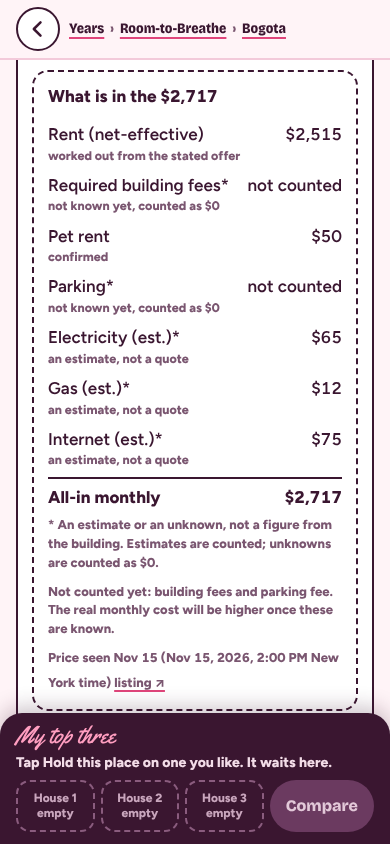 Years › Room-to-Breathe › Bogota
What is in the $2,717
Rent (net-effective) $2,515
worked out from the stated offer
Required building fees* not counted
not known yet, counted as $0
Pet rent $50
confirmed
Parking* not counted
not known yet, counted as $0
Electricity (est.)* $65
an estimate, not a quote
Gas (est.)* $12
an estimate, not a quote
Internet (est.)* $75
an estimate, not a quote
All-in monthly $2,717
* An estimate or an unknown, not a figure from
the building. Estimates are counted; unknowns
are counted as $0.
Not counted yet: building fees and parking fee.
The real monthly cost will be higher once these
are known.
Price seen Nov 15 (Nov 15, 2026, 2:00 PM New
York time) listing ↗
My top three
Tap Hold this place on one you like. It waits here.
House 1 House 2 House 3 Compare
empty empty empty